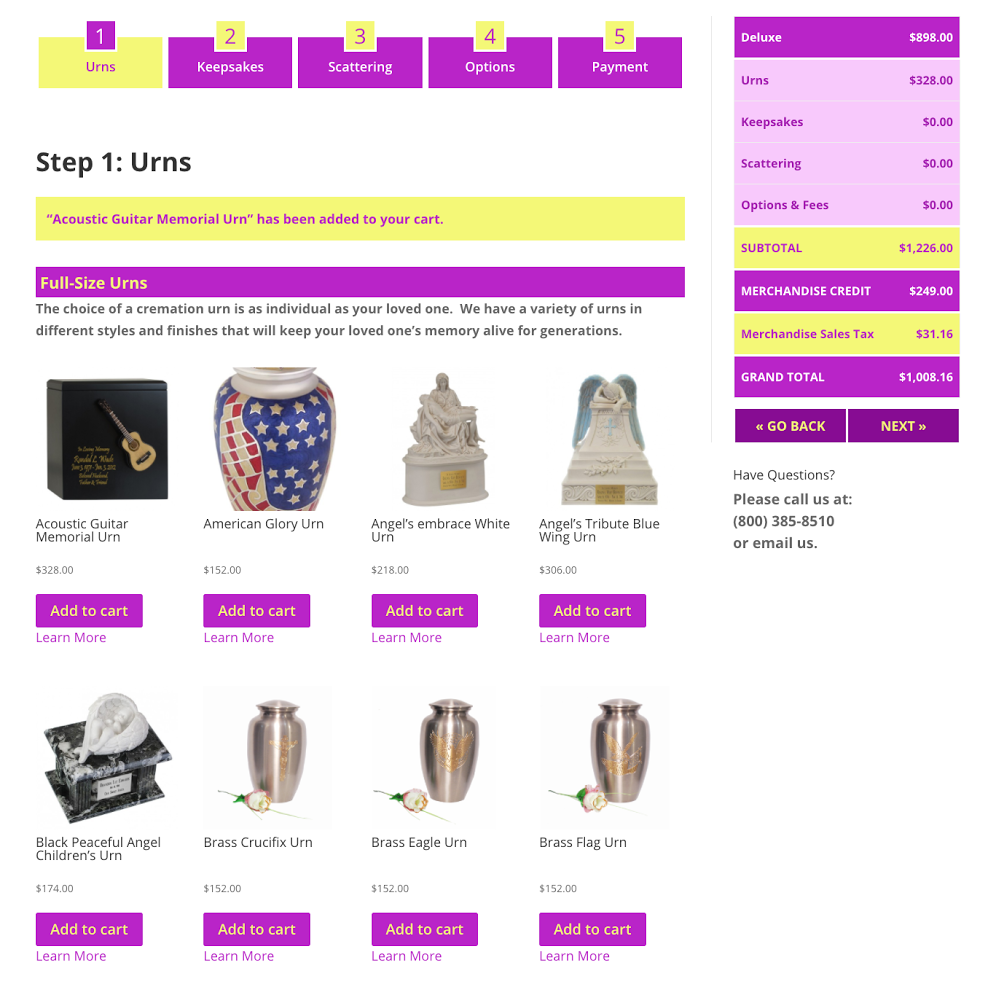 1
2
3
4
5
Urns
Keepsakes
Scattering
Options
Payment
Step 1: Urns
“Acoustic Guitar Memorial Urn” has been added to your cart.
Full-Size Urns
The choice of a cremation urn is as individual as your loved one.  We have a variety of urns in
different styles and finishes that will keep your loved one’s memory alive for generations.
In Loving Memory
Acoustic Guitar
Memorial Urn
$328.00
Add to cart
Learn More
American Glory Urn
$152.00
Add to cart
Learn More
Angel’s embrace White
Urn
$218.00
Add to cart
Learn More
Angel’s Tribute Blue
Wing Urn
$306.00
Add to cart
Learn More
Black Peaceful Angel
Children’s Urn
$174.00
Add to cart
Learn More
Brass Crucifix Urn
$152.00
Add to cart
Learn More
Brass Eagle Urn
$152.00
Add to cart
Learn More
Brass Flag Urn
$152.00
Add to cart
Learn More
Deluxe $898.00
Urns $328.00
Keepsakes $0.00
Scattering $0.00
Options & Fees $0.00
SUBTOTAL $1,226.00
MERCHANDISE CREDIT $249.00
Merchandise Sales Tax $31.16
GRAND TOTAL $1,008.16
« GO BACK
NEXT »
Have Questions?
Please call us at:
(800) 385-8510
or email us.